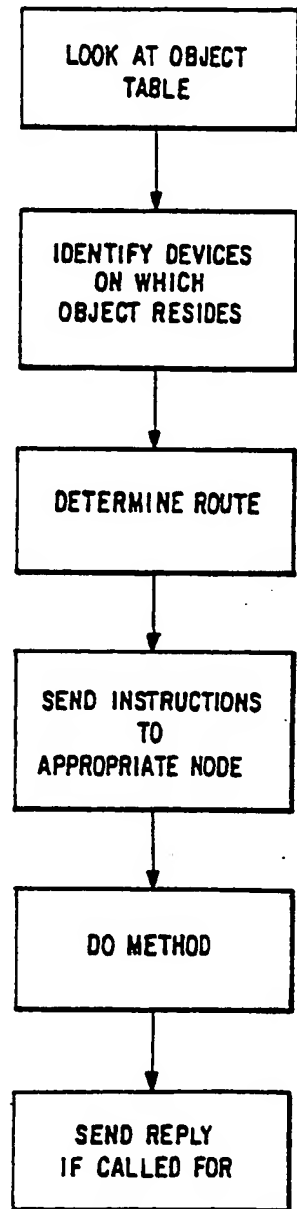 LOOK AT OBJECT
TABLE
IDENTIFY DEVICES
ON WHICH
OBJECT RESIDES
DETERMINE ROUTE
SEND INSTRUCTIONS
TO
APPROPRIATE NODE
DO METHOD
SEND REPLY
IF CALLED FOR